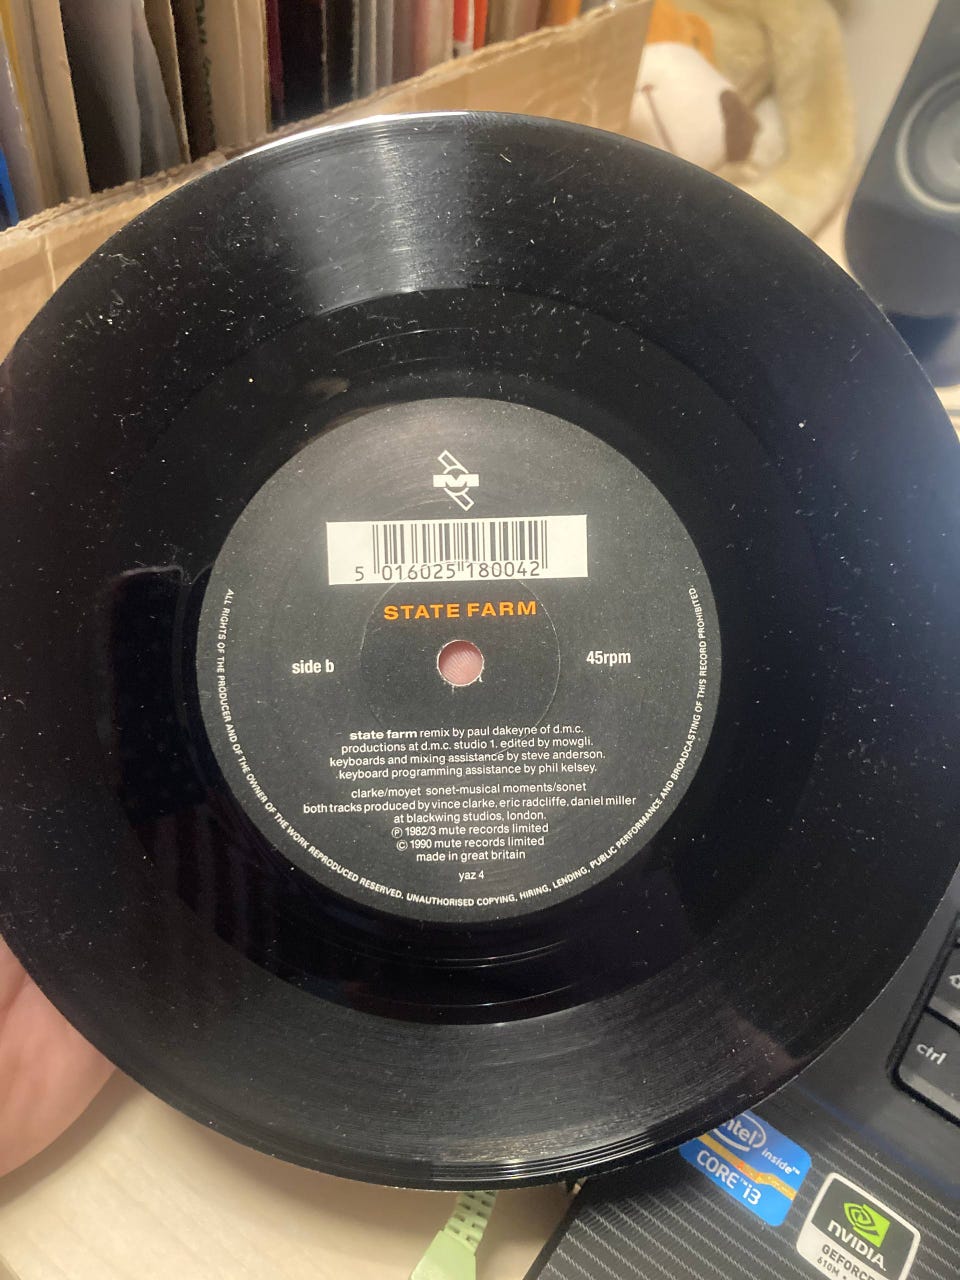 M
5 016025 180042
STATE FARM
side b
45rpm
state farm remix by paul dakeyne of d.m.c.
productions at d.m.c. studio 1. edited by mowgli.
keyboards and mixing assistance by steve anderson.
keyboard programming assistance by phil kelsey.
clarke/moyet sonet-musical moments/sonet
both tracks produced by vince clarke, eric radcliffe, daniel miller
at blackwing studios, london.
℗ 1982/3 mute records limited
© 1990 mute records limited
made in great britain
yaz 4
ALL RIGHTS OF THE PRODUCER AND OF THE OWNER OF THE WORK REPRODUCED RESERVED. UNAUTHORISED COPYING, HIRING, LENDING, PUBLIC PERFORMANCE AND BROADCASTING OF THIS RECORD PROHIBITED.
ctrl
intel inside™
CORE™ i3
NVIDIA
GEFORCE
610M